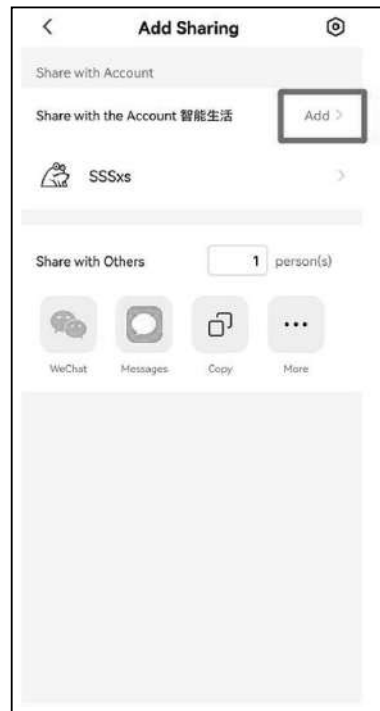 Add Sharing
Share with Account
Share with the Account 智能生活 Add
SSSxs
Share with Others 1 person(s)
WeChat Messages Copy More